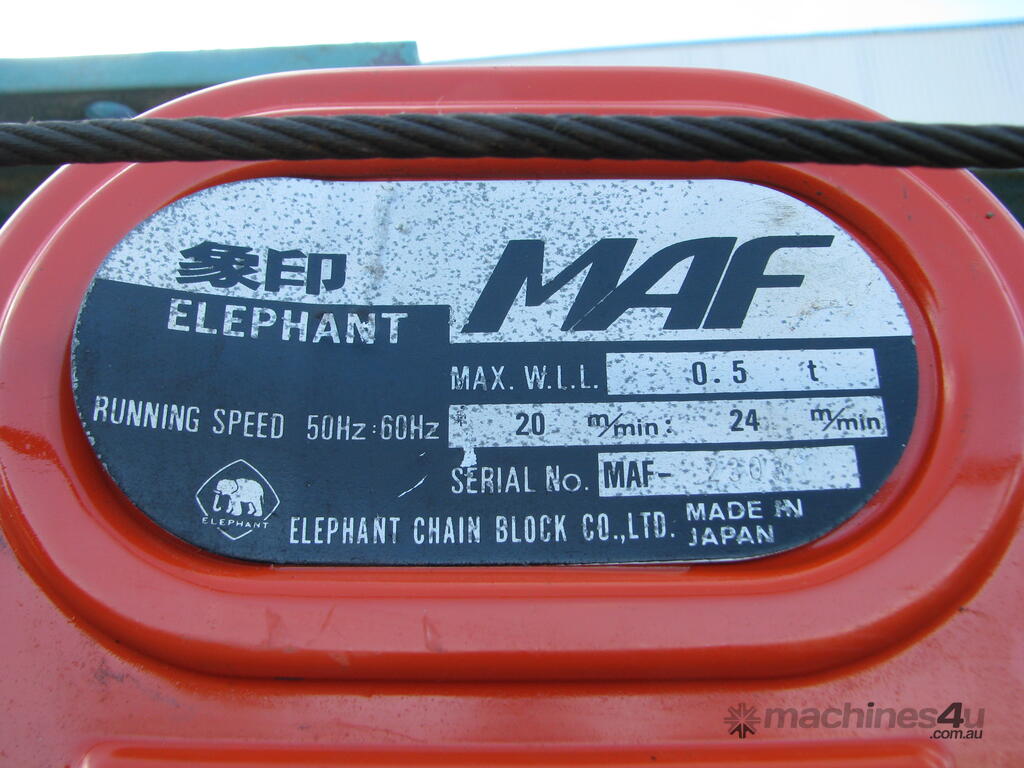 象印
ELEPHANT
MAF
MAX. W.L.L. 0.5 t
RUNNING SPEED 50Hz:60Hz 20 m/min: 24 m/min
SERIAL No. MAF-
ELEPHANT
ELEPHANT CHAIN BLOCK CO.,LTD. MADE IN JAPAN
machines4u
.com.au